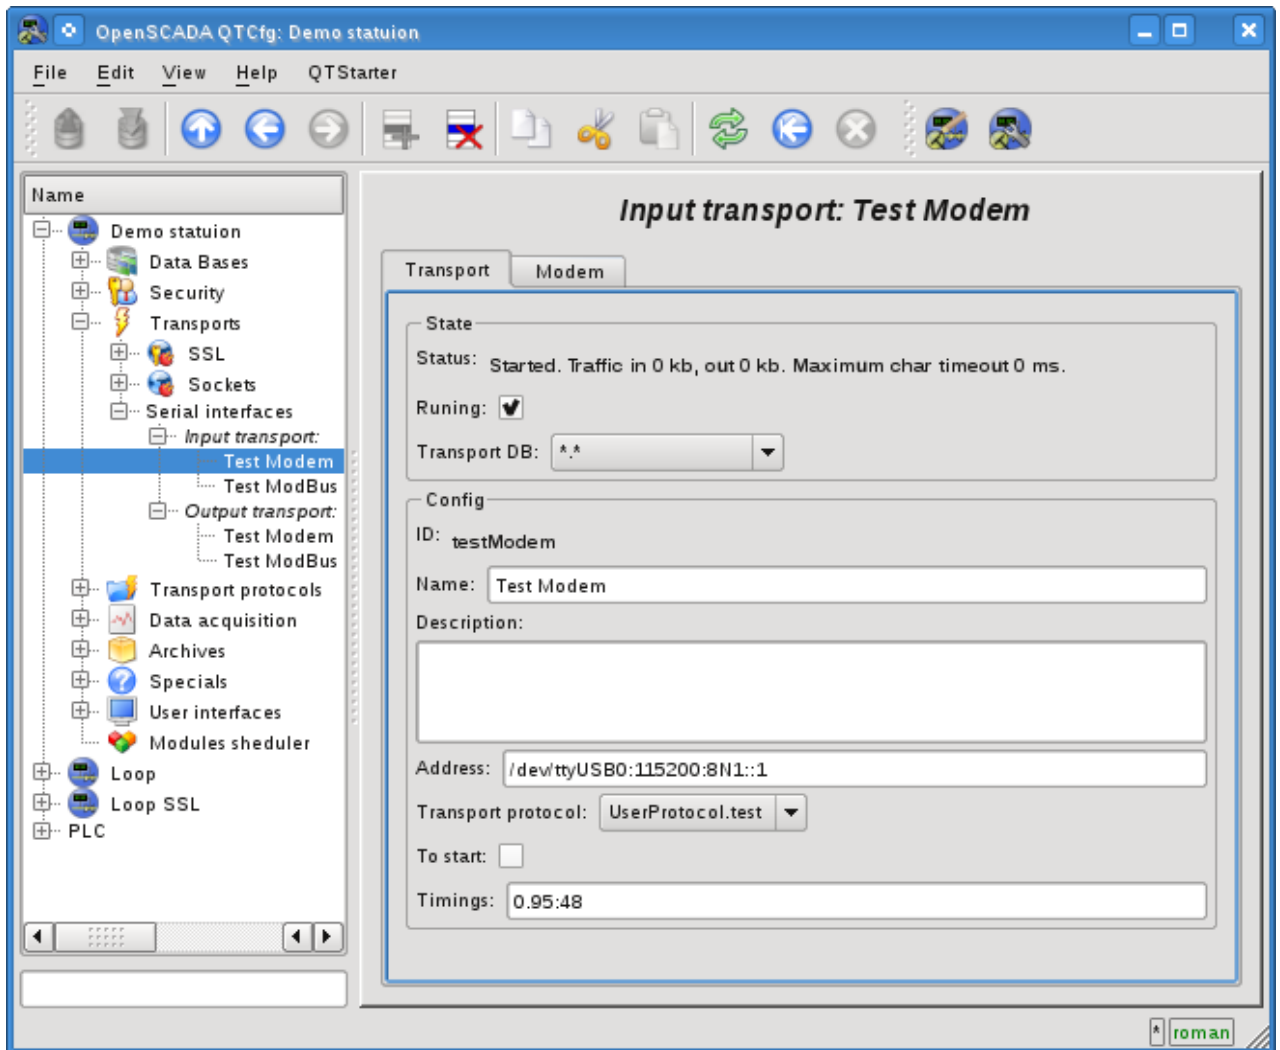 OpenSCADA QTCfg: Demo statuion
File Edit View Help QTStarter
Name
Demo statuion
Data Bases
Security
Transports
SSL
Sockets
Serial interfaces
Input transport:
Test Modem
Test ModBus
Output transport:
Test Modem
Test ModBus
Transport protocols
Data acquisition
Archives
Specials
User interfaces
Modules sheduler
Loop
Loop SSL
PLC
Input transport: Test Modem
Transport Modem
State
Status: Started. Traffic in 0 kb, out 0 kb. Maximum char timeout 0 ms.
Runing:
Transport DB: *.*
Config
ID: testModem
Name: Test Modem
Description:
Address: /dev/ttyUSB0:115200:8N1::1
Transport protocol: UserProtocol.test
To start:
Timings: 0.95:48
* roman